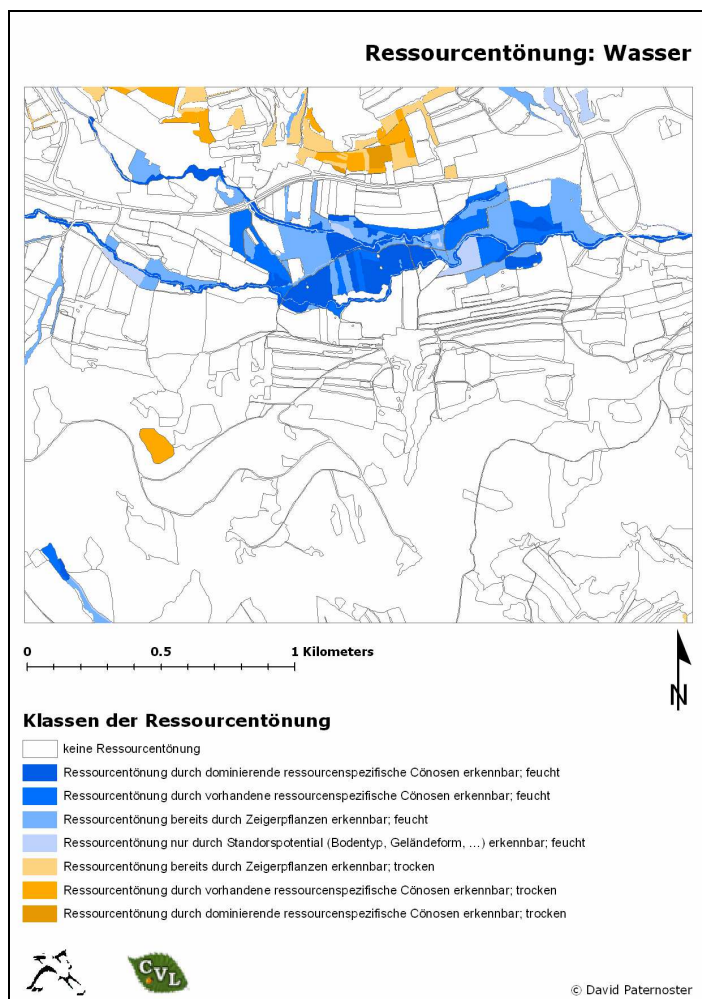 Ressourcentönung: Wasser
0 0.5 1 Kilometers
N
Klassen der Ressourcentönung
keine Ressourcentönung
Ressourcentönung durch dominierende ressourcenspezifische Cönosen erkennbar; feucht
Ressourcentönung durch vorhandene ressourcenspezifische Cönosen erkennbar; feucht
Ressourcentönung bereits durch Zeigerpflanzen erkennbar; feucht
Ressourcentönung nur durch Standorspotential (Bodentyp, Geländeform, ...) erkennbar; feucht
Ressourcentönung bereits durch Zeigerpflanzen erkennbar; trocken
Ressourcentönung durch vorhandene ressourcenspezifische Cönosen erkennbar; trocken
Ressourcentönung durch dominierende ressourcenspezifische Cönosen erkennbar; trocken
CVL
© David Paternoster